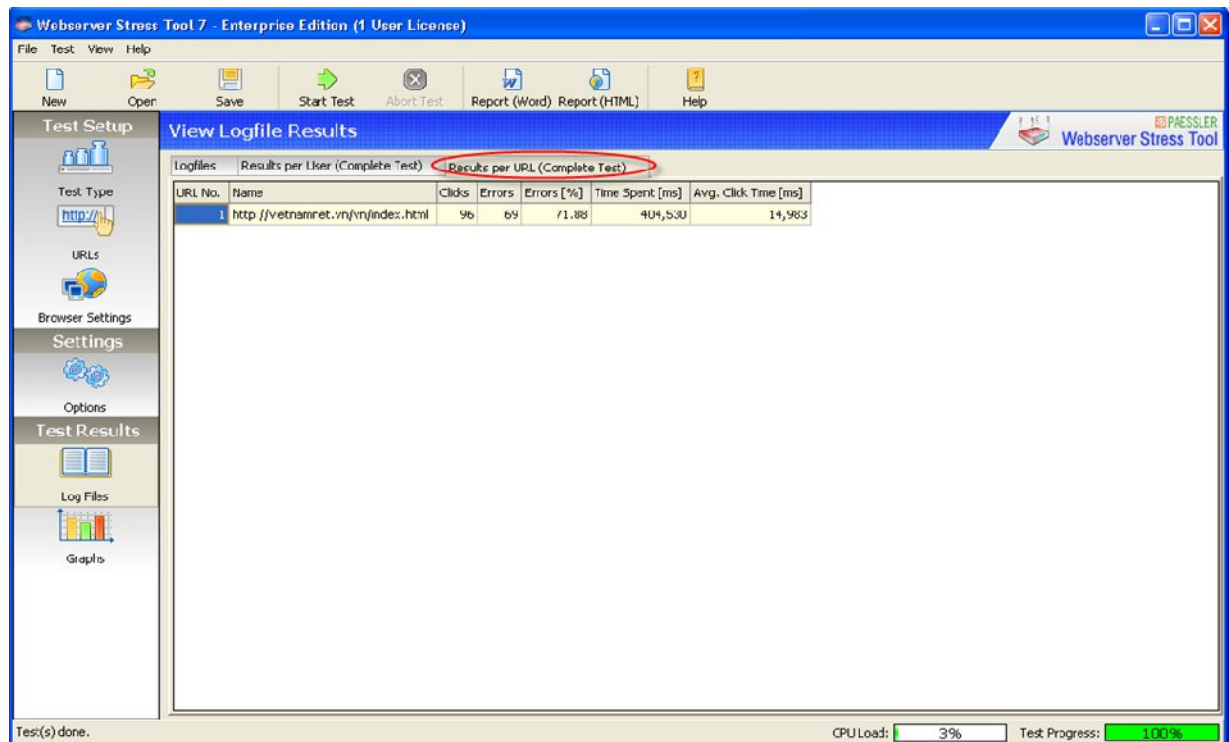 Webserver Stress Tool 7 - Enterprise Edition (1 User License)
File Test View Help
New Open Save Start Test Abort Test Report (Word) Report (HTML) Help
Test Setup
View Logfile Results
PAESSLER
Webserver Stress Tool
Logfiles Results per User (Complete Test) Results per URL (Complete Test)
URL No. Name Clicks Errors Errors [%] Time Spent [ms] Avg. Click Time [ms]
1 http://vetnamret.vn/vn/index.html 96 69 71.88 404,530 14,983
Test Type
http://
URLs
Browser Settings
Settings
Options
Test Results
Log Files
Graphs
Test(s) done.
CPU Load: 3% Test Progress: 100%